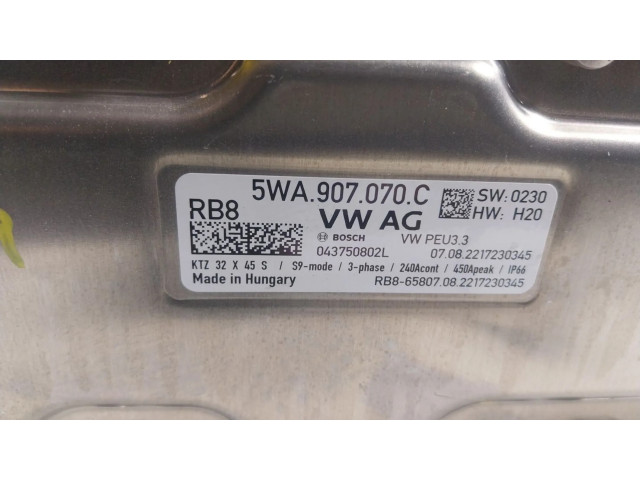 5WA.907.070.C
SW: 0230
HW: H20
RB8
VW AG
BOSCH
VW PEU3.3
043750802L
07.08.2217230345
KTZ 32 X 45 S / S9-mode / 3-phase / 240Acont / 450Apeak / IP66
Made in Hungary
RB8-65807.08.2217230345